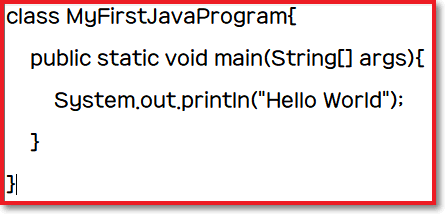 class MyFirstJavaProgram{
public static void main(String[] args){
System.out.println("Hello World");
}
}